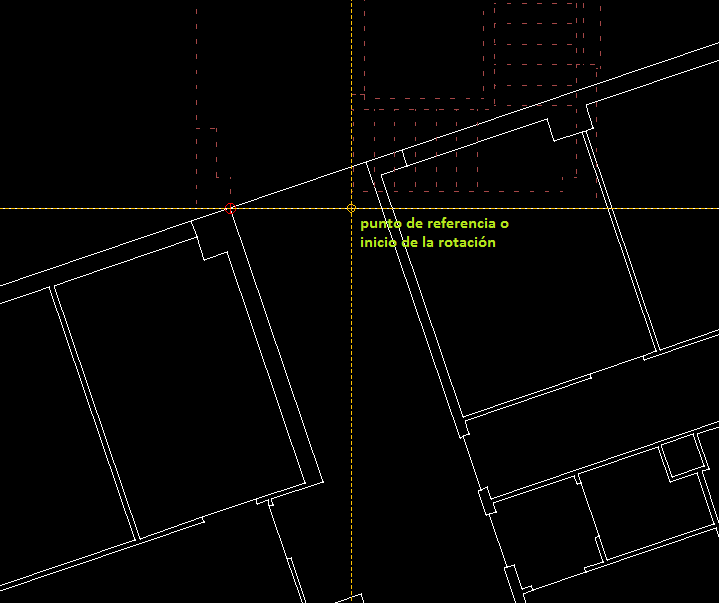 punto de referencia o
inicio de la rotación